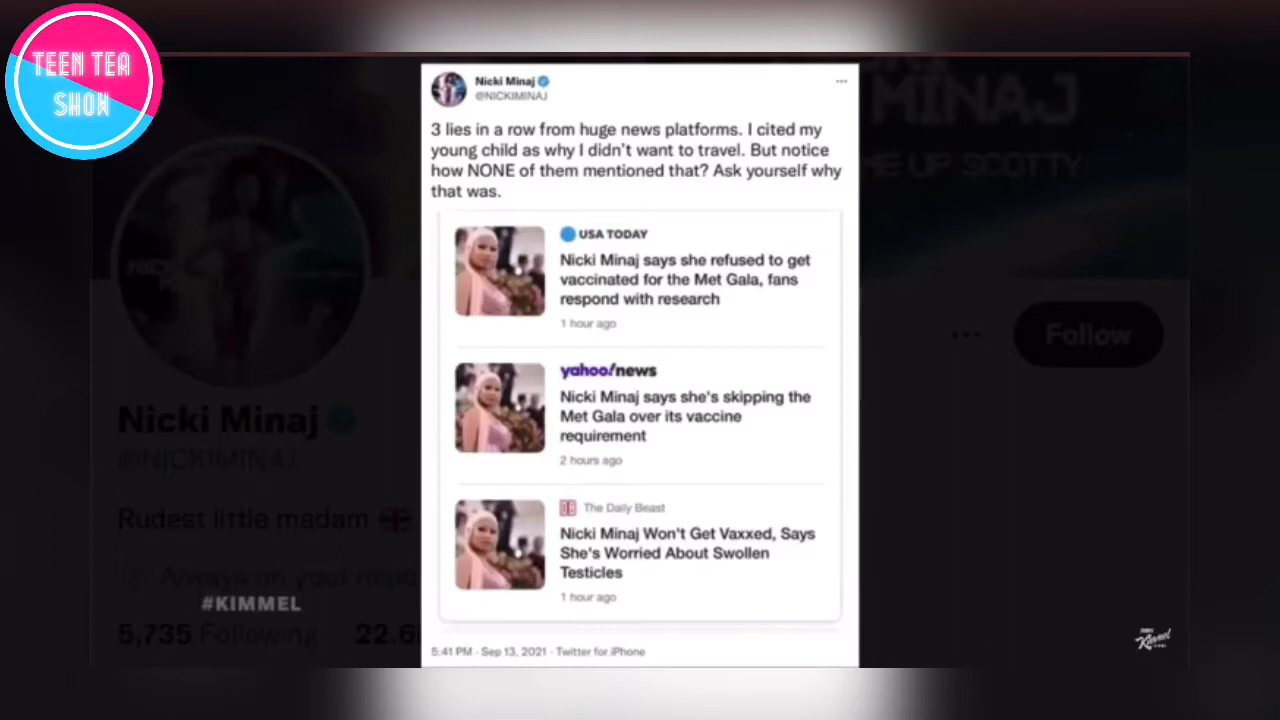 TEEN TEA
SHOW
Nicki Minaj
@NICKIMINAJ
3 lies in a row from huge news platforms. I cited my
young child as why I didn't want to travel. But notice
how NONE of them mentioned that? Ask yourself why
that was.
USA TODAY
Nicki Minaj says she refused to get
vaccinated for the Met Gala, fans
respond with research
1 hour ago
yahoo!news
Nicki Minaj says she's skipping the
Met Gala over its vaccine
requirement
2 hours ago
The Daily Beast
Nicki Minaj Won't Get Vaxxed, Says
She's Worried About Swollen
Testicles
1 hour ago
5:41 PM · Sep 13, 2021 · Twitter for iPhone
MINAJ
ME UP SCOTTY
Follow
Nicki Minaj
@NICKIMINAJ
Rudest little madam
Always on your mind
#KIMMEL
5,735 Following 22.6
Kimmel